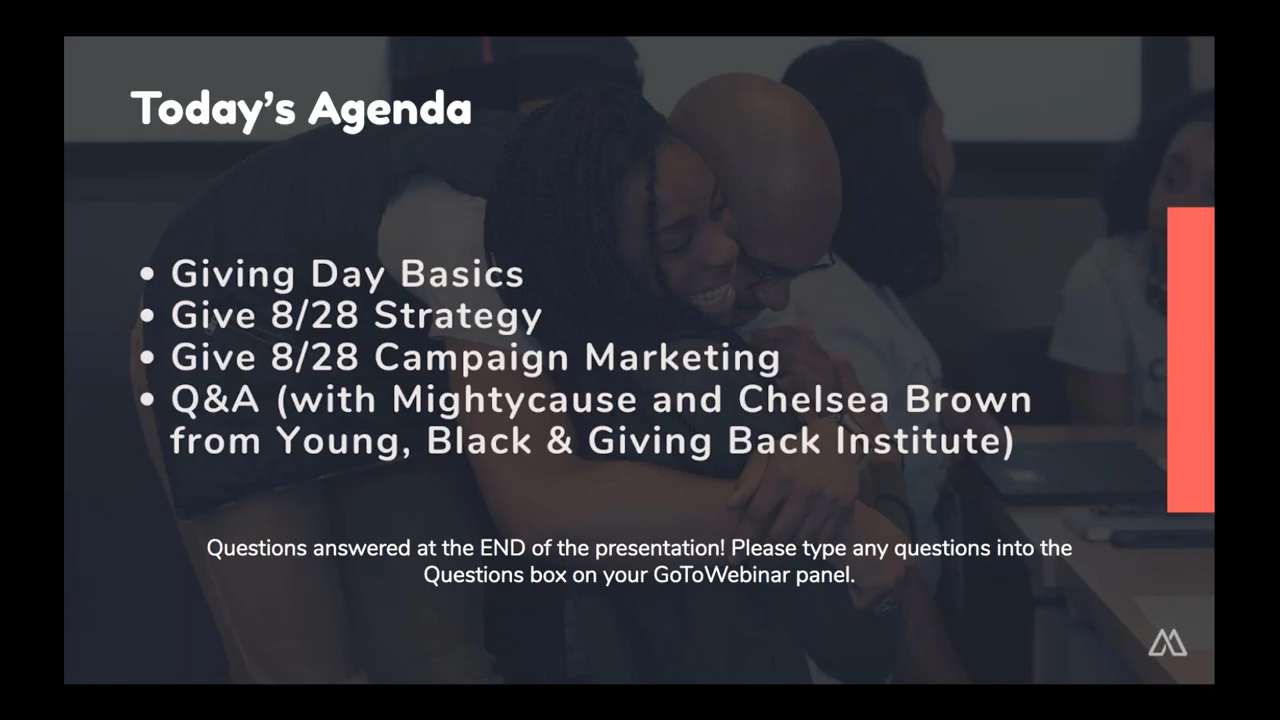 Today's Agenda
• Giving Day Basics
• Give 8/28 Strategy
• Give 8/28 Campaign Marketing
• Q&A (with Mightycause and Chelsea Brown
from Young, Black & Giving Back Institute)
Questions answered at the END of the presentation! Please type any questions into the
Questions box on your GoToWebinar panel.